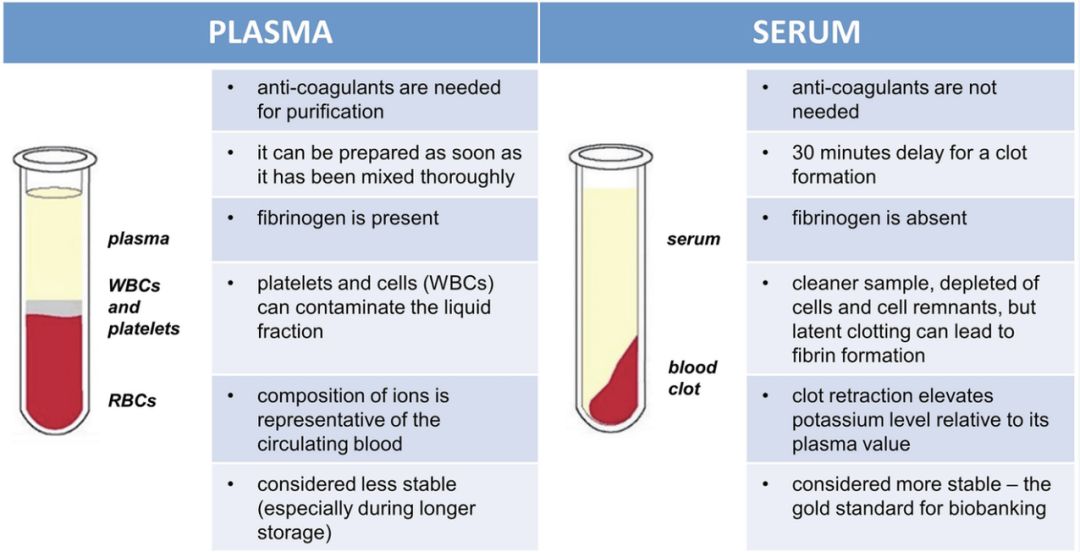 PLASMA
SERUM
plasma
WBCs
and
platelets
RBCs
• anti-coagulants are needed
for purification
• it can be prepared as soon as
it has been mixed thoroughly
• fibrinogen is present
• platelets and cells (WBCs)
can contaminate the liquid
fraction
• composition of ions is
representative of the
circulating blood
• considered less stable
(especially during longer
storage)
serum
blood
clot
• anti-coagulants are not
needed
• 30 minutes delay for a clot
formation
• fibrinogen is absent
• cleaner sample, depleted of
cells and cell remnants, but
latent clotting can lead to
fibrin formation
• clot retraction elevates
potassium level relative to its
plasma value
• considered more stable – the
gold standard for biobanking